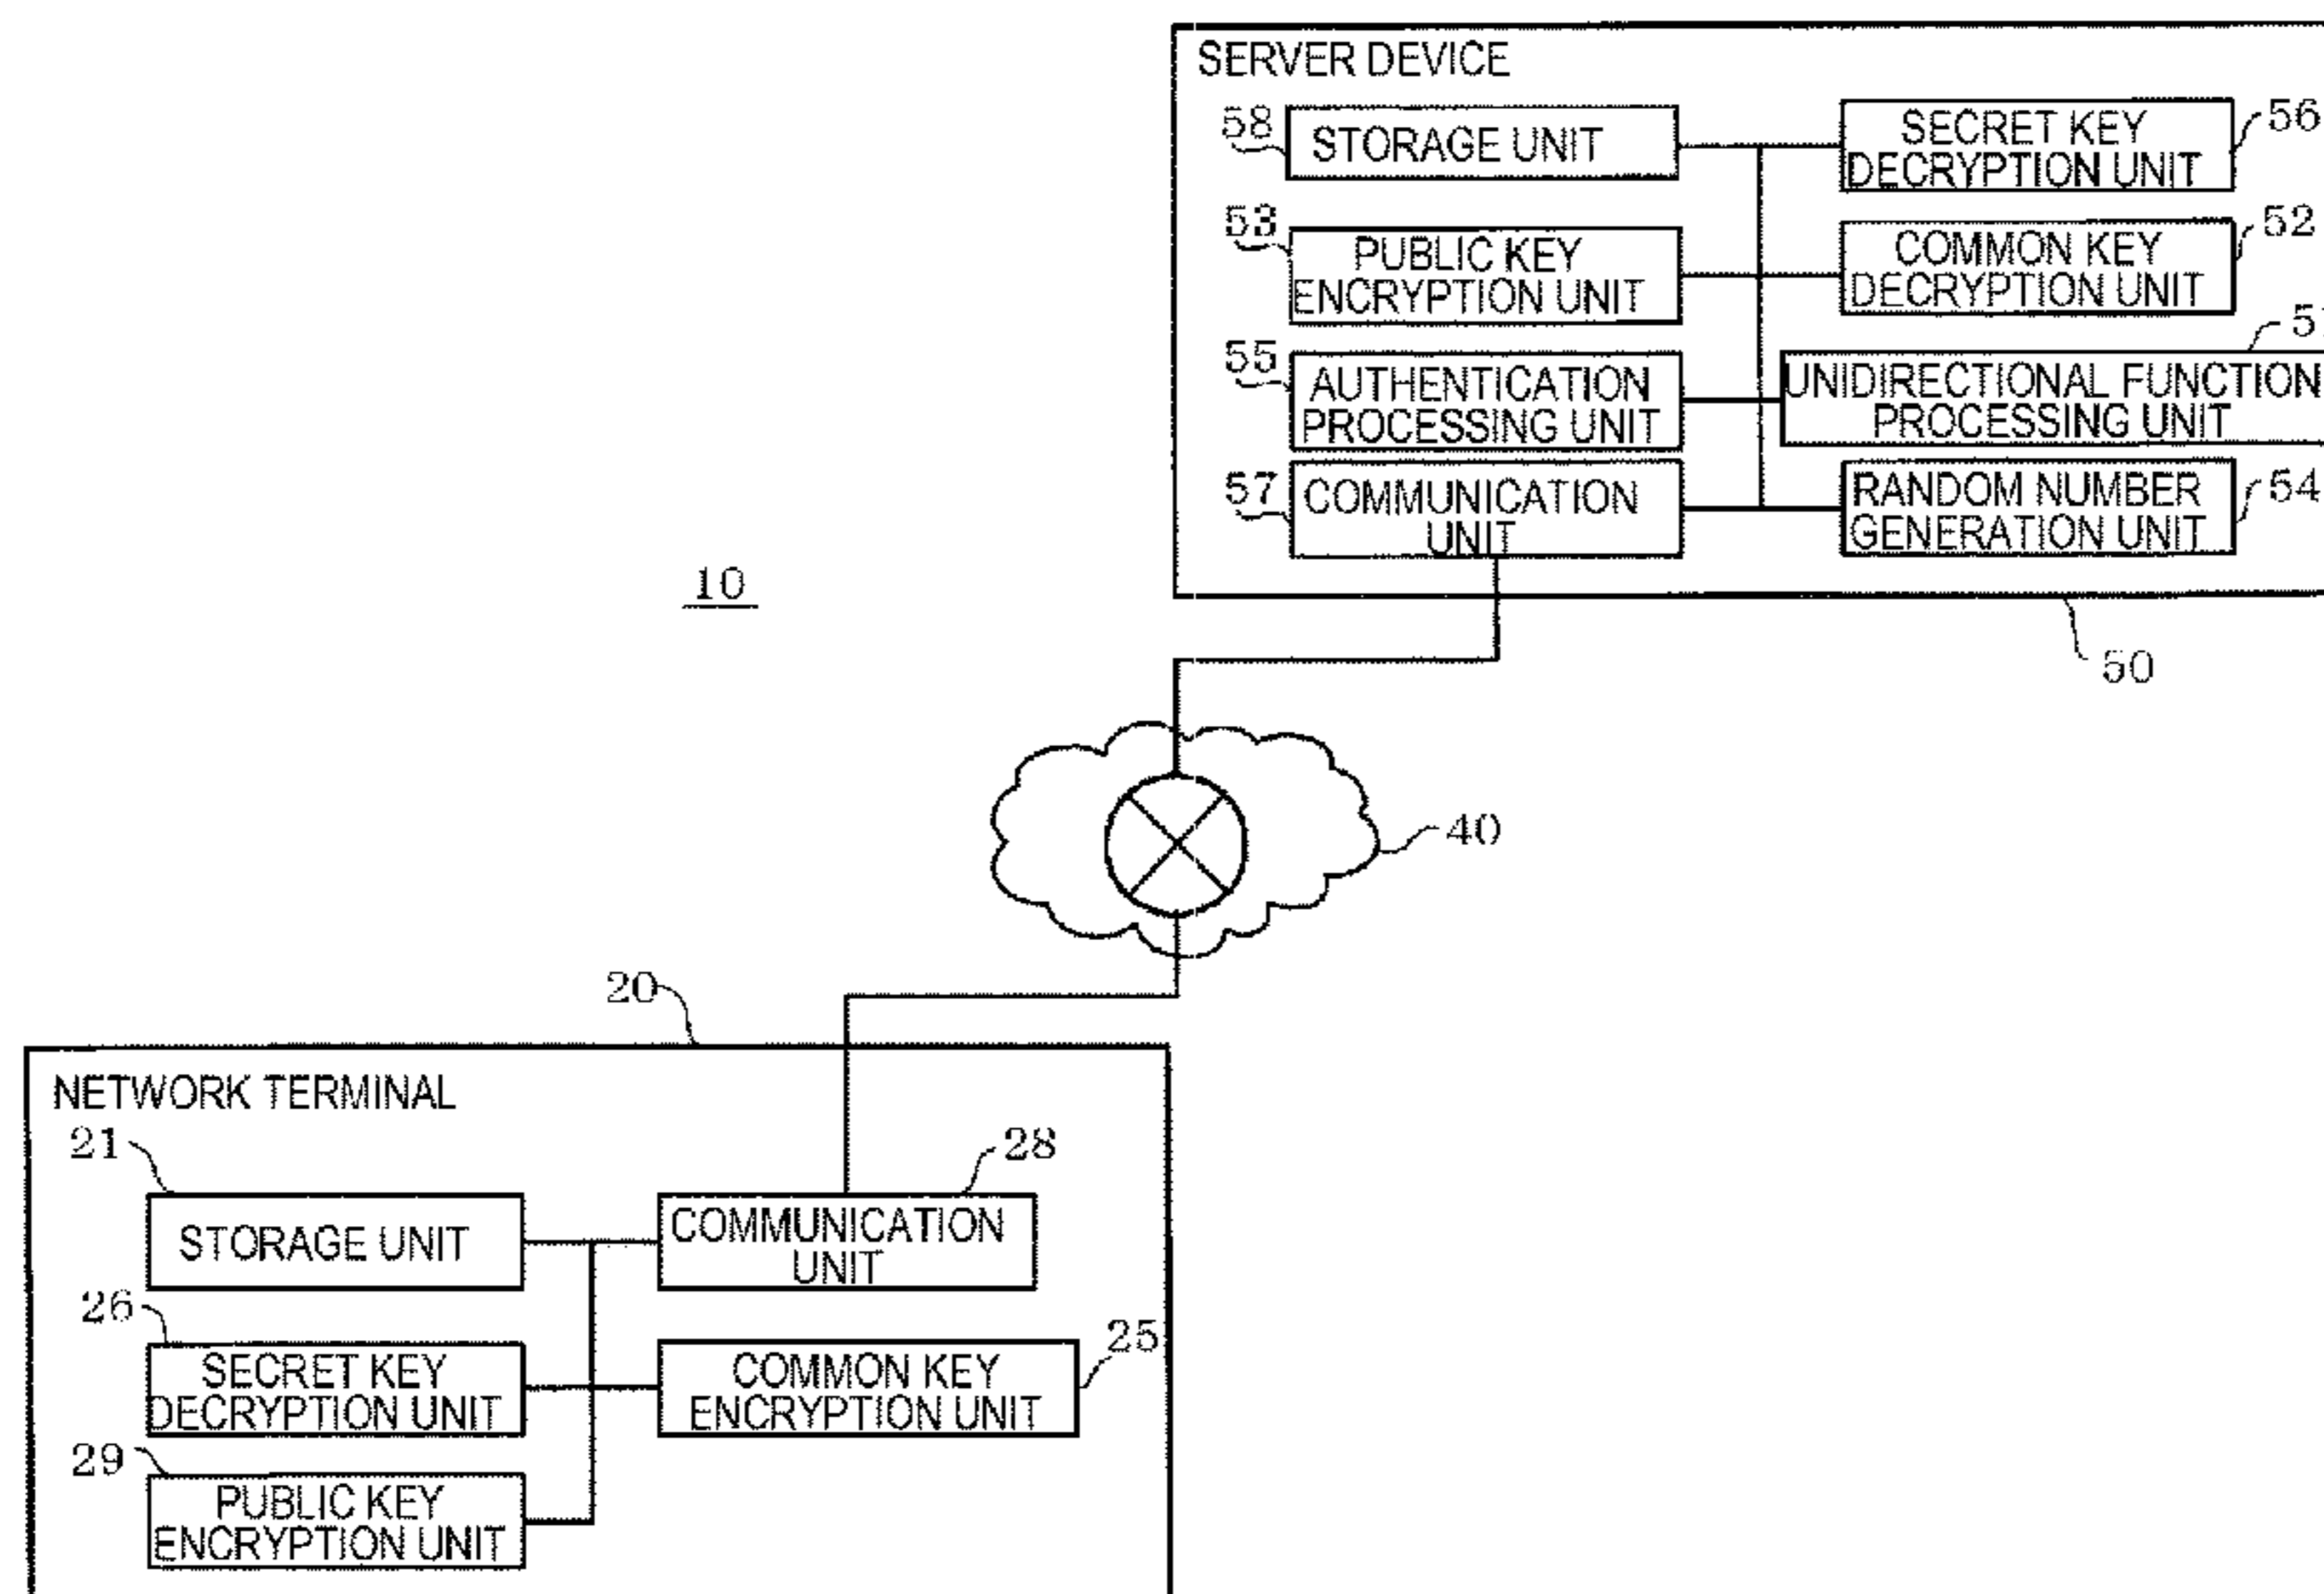 SERVER DEVICE
58
STORAGE UNIT
SECRET KEY
DECRYPTION UNIT
56
53
PUBLIC KEY
ENCRYPTION UNIT
COMMON KEY
DECRYPTION UNIT
52
55
AUTHENTICATION
PROCESSING UNIT
UNIDIRECTIONAL FUNCTION
PROCESSING UNIT
57
COMMUNICATION
UNIT
RANDOM NUMBER
GENERATION UNIT
54
10
50
40
20
NETWORK TERMINAL
21
STORAGE UNIT
28
COMMUNICATION
UNIT
26
SECRET KEY
DECRYPTION UNIT
25
COMMON KEY
ENCRYPTION UNIT
29
PUBLIC KEY
ENCRYPTION UNIT